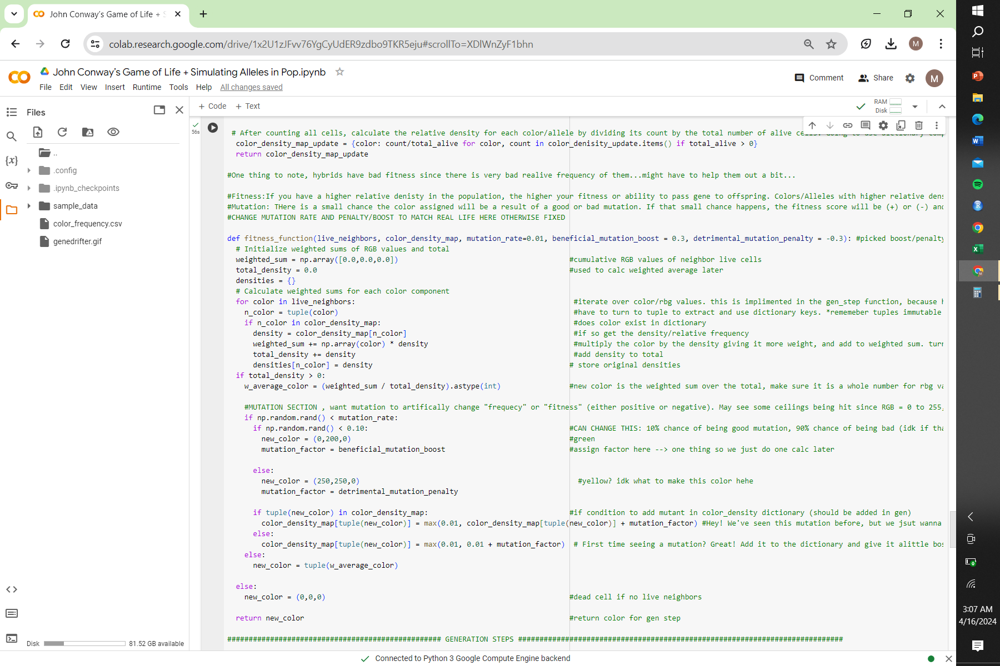 John Conway's Game of Life + S
colab.research.google.com/drive/1x2U1zJFvv76YgCyUdER9zdbo9TKR5eju#scrollTo=XDlWnZyF1bhn
M
CO
John Conway's Game of Life + Simulating Alleles in Pop.ipynb
Comment
Share
M
File Edit View Insert Runtime Tools Help All changes saved
Files
+ Code + Text
RAM
Disk
..
.config
.ipynb_checkpoints
sample_data
color_frequency.csv
genedrifter.gif
{x}
56s
# After counting all cells, calculate the relative density for each color/allele by dividing its count by the total number of alive
color_density_map_update = {color: count/total_alive for color, count in color_denisity_update.items() if total_alive > 0}
return color_density_map_update
#One thing to note, hybrids have bad fitness since there is very bad realive frequency of them...might have to help them out a bit...
#Fitness:If you have a higher relative denisty in the population, the higher your fitness or ability to pass gene to offspring. Colors/Alleles with higher relative dens
#Mutation: THere is a small chance the color assigned will be a result of a good or bad mutation. If that small chance happens, the fitness score will be (+) or (-) and
#CHANGE MUTATION RATE AND PENALTY/BOOST TO MATCH REAL LIFE HERE OTHERWISE FIXED
def fitness_function(live_neighbors, color_density_map, mutation_rate=0.01, beneficial_mutation_boost = 0.3, detrimental_mutation_penalty = -0.3): #picked boost/penalty
# Initialize weighted sums of RGB values and total
weighted_sum = np.array([0.0,0.0,0.0]) #cumulative RGB values of neighbor live cells
total_density = 0.0 #used to calc weighted average later
densities = {}
# Calculate weighted sums for each color component
for color in live_neighbors: #iterate over color/rbg values. this is implimented in the gen_step function, because h
n_color = tuple(color) #have to turn to tuple to extract and use dictionary keys. *rememeber tuples immutable
if n_color in color_density_map: #does color exist in dictionary
density = color_density_map[n_color] #if so get the density/relative frequency
weighted_sum += np.array(color) * density #multiply the color by the density giving it more weight, and add to weighted sum. turn
total_density += density #add density to total
densities[n_color] = density # store original densities
if total_density > 0:
w_average_color = (weighted_sum / total_density).astype(int) #new color is the weighted sum over the total, make sure it is a whole number for rbg va
#MUTATION SECTION , want mutation to artifically change "frequecy" or "fitness" (either positive or negative). May see some ceilings being hit since RGB = 0 to 255,
if np.random.rand() < mutation_rate:
if np.random.rand() < 0.10: #CAN CHANGE THIS: 10% chance of being good mutation, 90% chance of being bad (idk if tha
new_color = (0,200,0) #green
mutation_factor = beneficial_mutation_boost #assign factor here --> one thing so we just do one calc later
else:
new_color = (250,250,0) #yellow? idk what to make this color hehe
mutation_factor = detrimental_mutation_penalty
if tuple(new_color) in color_density_map: #if condition to add mutant in color_density dictionary (should be added in gen)
color_density_map[tuple(new_color)] = max(0.01, color_density_map[tuple(new_color)] + mutation_factor) #Hey! We've seen this mutation before, but we jsut wanna
else:
color_density_map[tuple(new_color)] = max(0.01, 0.01 + mutation_factor) # First time seeing a mutation? Great! Add it to the dictionary and give it alittle bos
else:
new_color = tuple(w_average_color)
else:
new_color = (0,0,0) #dead cell if no live neighbors
return new_color #return color for gen step
################################################## GENERATION STEPS ############################################################################
Disk 81.52 GB available
Connected to Python 3 Google Compute Engine backend
3:07 AM
4/16/2024